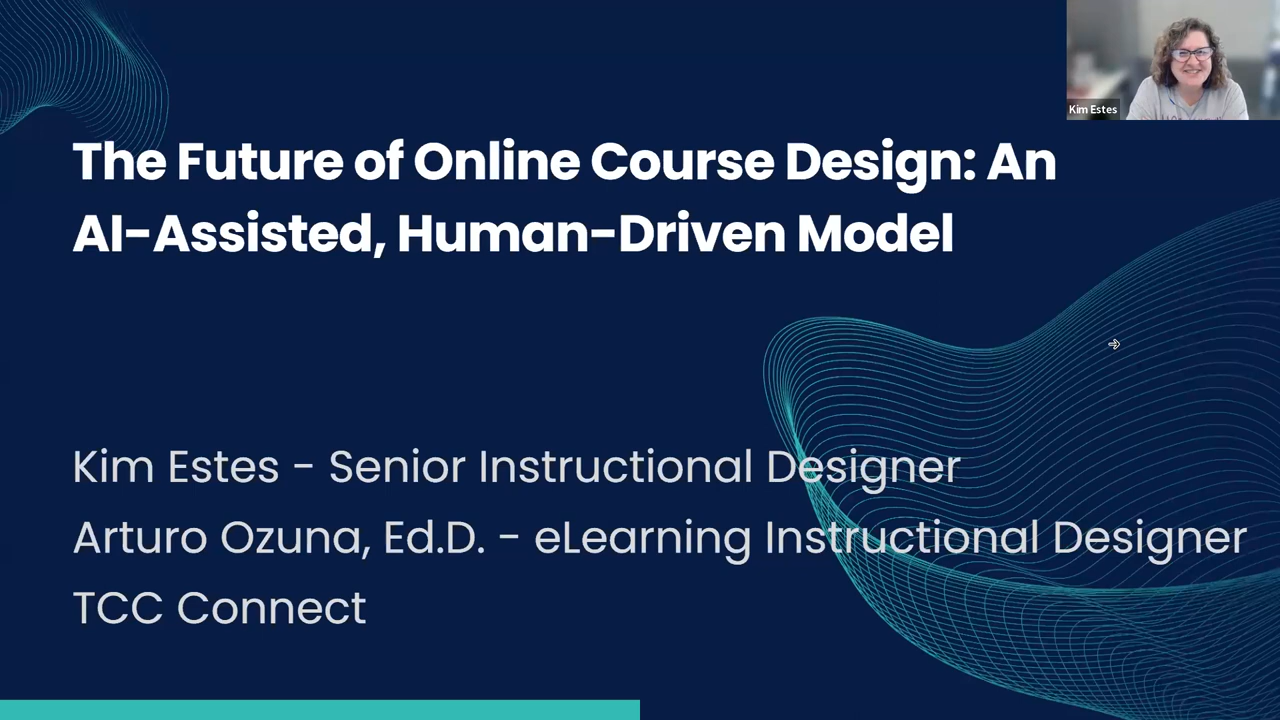 Kim Estes
The Future of Online Course Design: An
AI-Assisted, Human-Driven Model
Kim Estes - Senior Instructional Designer
Arturo Ozuna, Ed.D. - eLearning Instructional Designer
TCC Connect